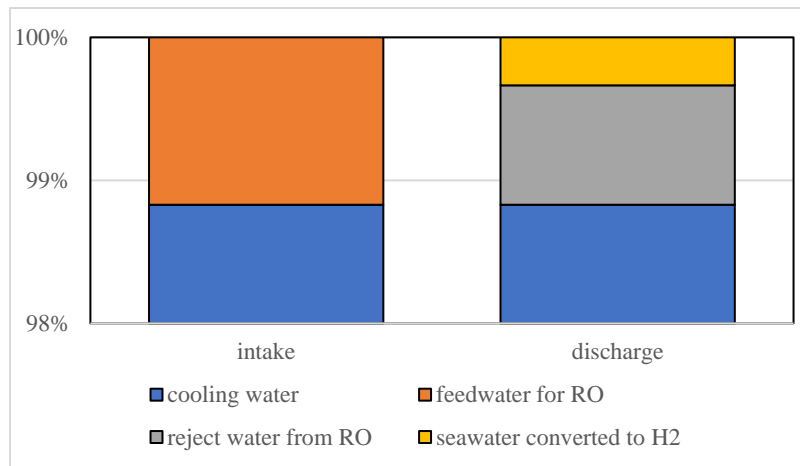 100%
99%
98%
intake discharge
cooling water feedwater for RO
reject water from RO seawater converted to H2